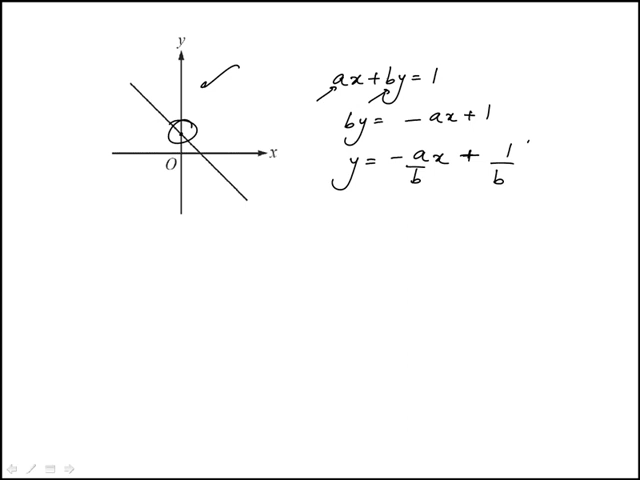 y
x
O
ax + by = 1
by = - ax + 1
y = - a/b x + 1/b